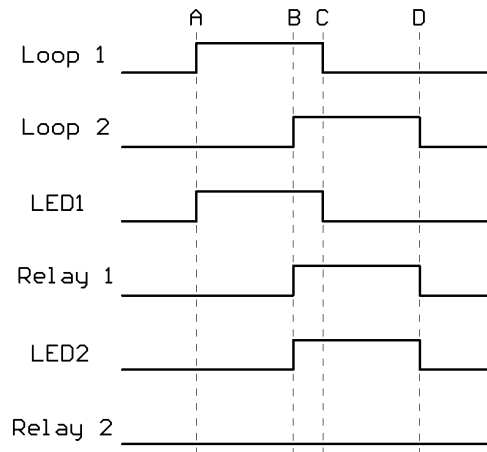 A B C D
Loop 1
Loop 2
LED1
Relay 1
LED2
Relay 2